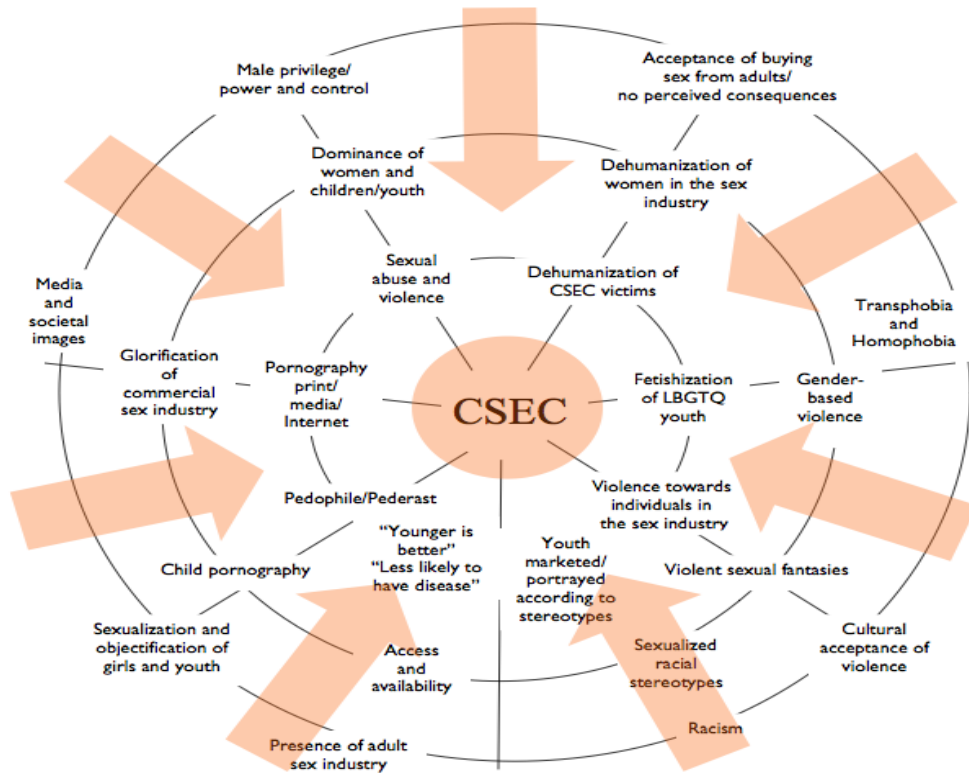 Male privilege/
power and control
Acceptance of buying
sex from adults/
no perceived consequences
Dominance of
women and
children/youth
Dehumanization of
women in the sex
industry
Sexual
abuse and
violence
Dehumanization of
CSEC victims
Media
and
societal
images
Transphobia
and
Homophobia
Glorification
of
commercial
sex industry
Pornography
print/
media/
Internet
CSEC
Fetishization
of LBGTQ
youth
Gender-
based
violence
Pedophile/Pederast
Violence towards
individuals in
the sex industry
"Younger is
better"
"Less likely to
have disease"
Youth
marketed/
portrayed
according to
stereotypes
Child pornography
Violent sexual fantasies
Sexualization and
objectification of
girls and youth
Access
and
availability
Sexualized
racial
stereotypes
Cultural
acceptance of
violence
Presence of adult
sex industry
Racism